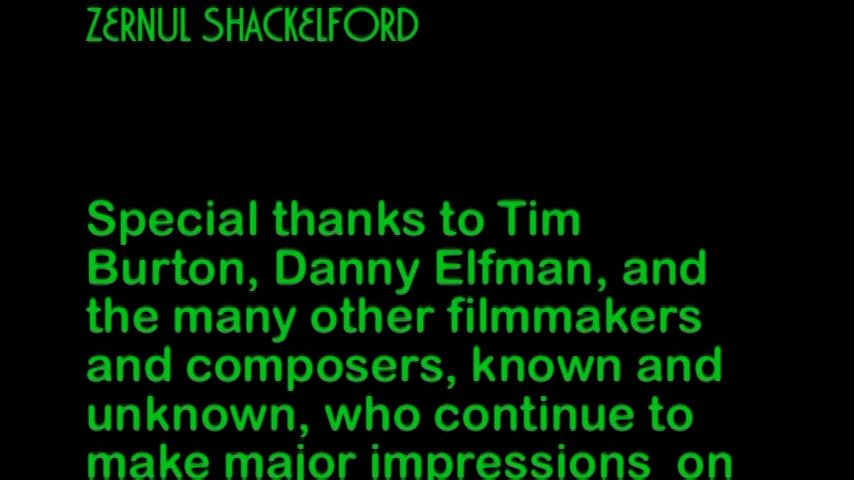 ZERNUL SHACKELFORD
Special thanks to Tim
Burton, Danny Elfman, and
the many other filmmakers
and composers, known and
unknown, who continue to
make major impressions  on